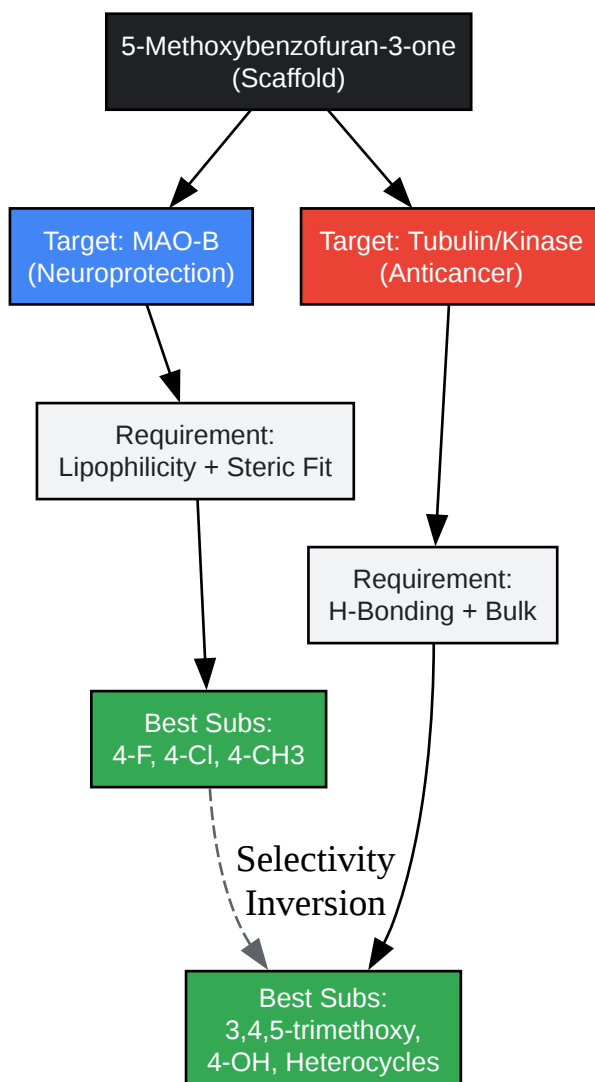 5-Methoxybenzofuran-3-one
(Scaffold)
Target: MAO-B
(Neuroprotection)
Target: Tubulin/Kinase
(Anticancer)
Requirement:
Lipophilicity + Steric Fit
Requirement:
H-Bonding + Bulk
Best Subs:
4-F, 4-Cl, 4-CH3
Selectivity
Inversion
Best Subs:
3,4,5-trimethoxy,
4-OH, Heterocycles